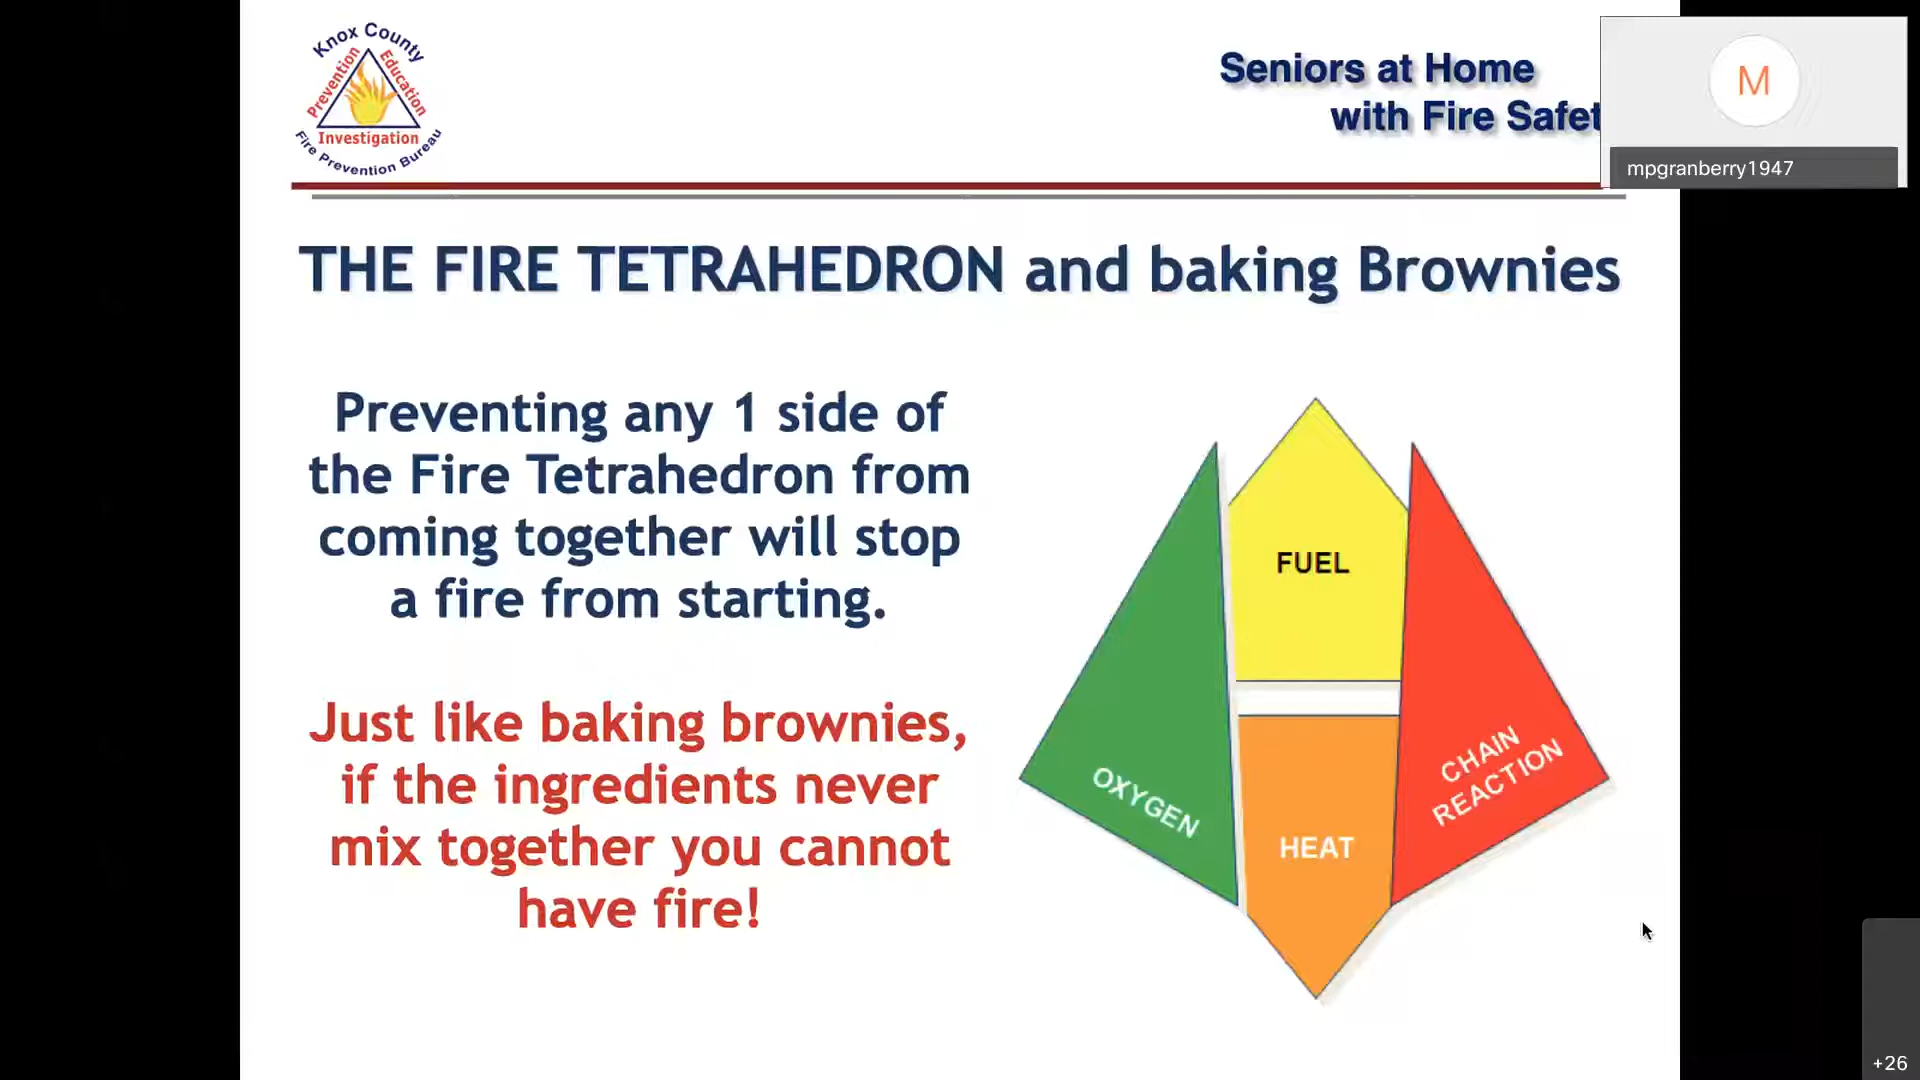 Knox County
Prevention
Education
Investigation
Fire Prevention Bureau
Seniors at Home
with Fire Safet
M
mpgranberry1947
THE FIRE TETRAHEDRON and baking Brownies
Preventing any 1 side of
the Fire Tetrahedron from
coming together will stop
a fire from starting.
Just like baking brownies,
if the ingredients never
mix together you cannot
have fire!
FUEL
OXYGEN
HEAT
CHAIN
REACTION
+26